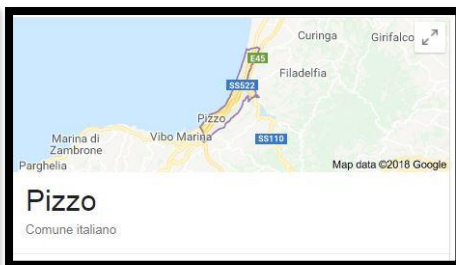 Curinga
Girifalco
E45
Filadelfia
SS522
Pizzo
Marina di
Zambrone
Vibo Marina
SS110
Parghelia
Map data ©2018 Google
Pizzo
Comune italiano